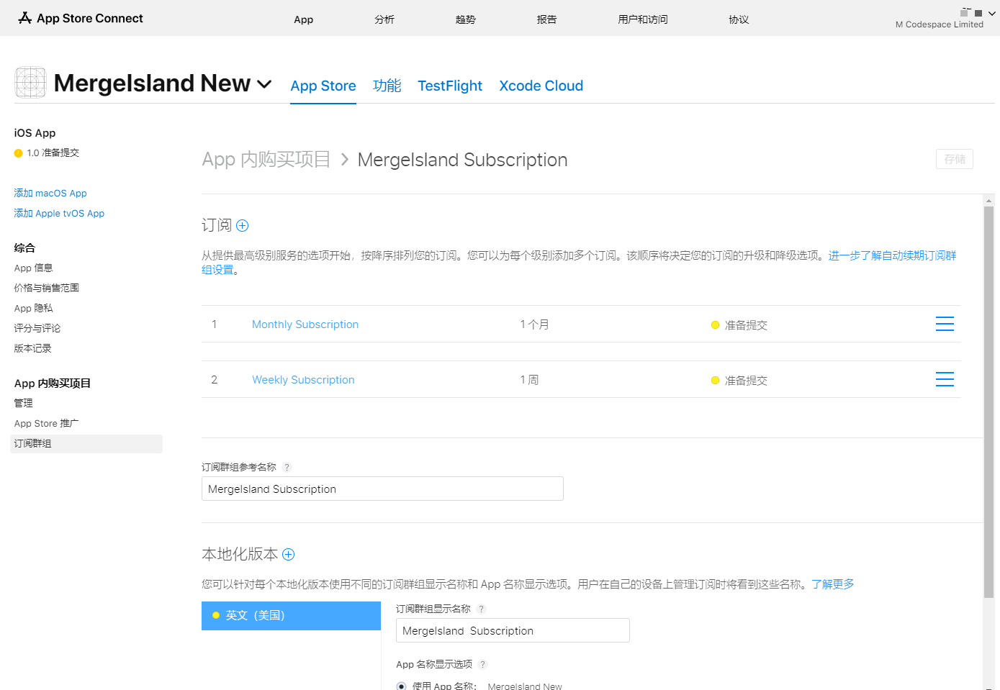 App Store Connect
App
分析
趋势
报告
用户和访问
协议
M Codespace Limited
MergeIsland New
App Store
功能
TestFlight
Xcode Cloud
iOS App
1.0 准备提交
添加 macOS App
添加 Apple tvOS App
综合
App 信息
价格与销售范围
App 隐私
评分与评论
版本记录
App 内购买项目
管理
App Store 推广
订阅群组
App 内购买项目 > MergeIsland Subscription
存储
订阅
从提供最高级别服务的选项开始，按降序排列您的订阅。您可以为每个级别添加多个订阅。该顺序将决定您的订阅的升级和降级选项。进一步了解自动续期订阅群
组设置。
1 Monthly Subscription 1 个月 准备提交
2 Weekly Subscription 1 周 准备提交
订阅群组参考名称 ?
MergeIsland Subscription
本地化版本
您可以针对每个本地化版本使用不同的订阅群组显示名称和 App 名称显示选项。用户在自己的设备上管理订阅时将看到这些名称。了解更多
英文（美国）
订阅群组显示名称 ?
MergeIsland  Subscription
App 名称显示选项 ?
使用 App 名称： MergeIsland New